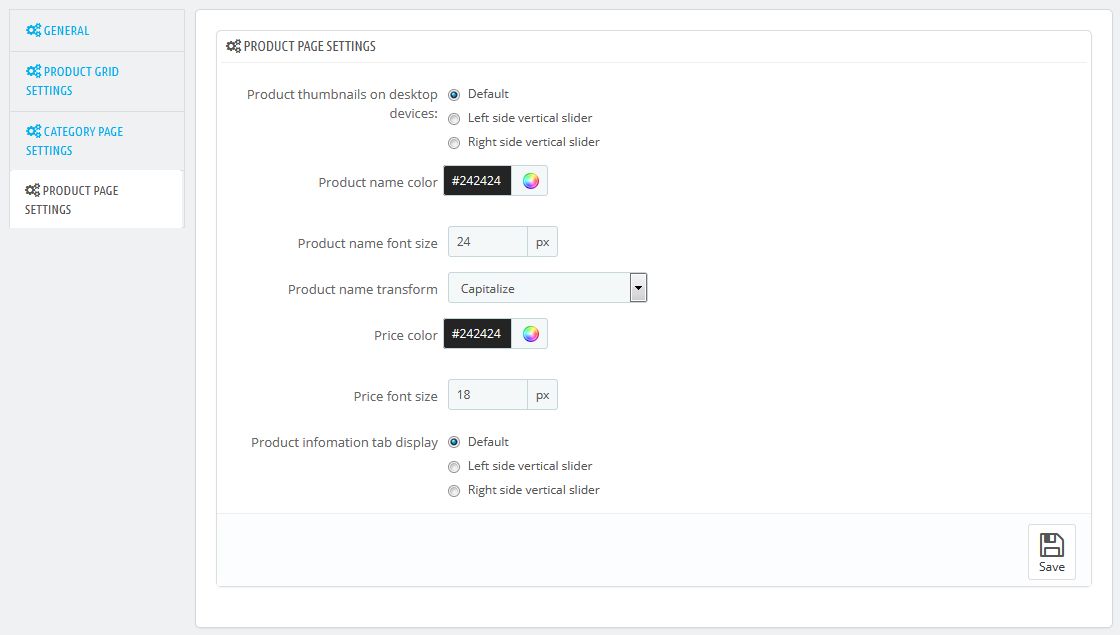 GENERAL
PRODUCT GRID
SETTINGS
CATEGORY PAGE
SETTINGS
PRODUCT PAGE
SETTINGS
PRODUCT PAGE SETTINGS
Product thumbnails on desktop
devices:
Default
Left side vertical slider
Right side vertical slider
Product name color #242424
Product name font size 24 px
Product name transform Capitalize
Price color #242424
Price font size 18 px
Product infomation tab display Default
Left side vertical slider
Right side vertical slider
Save